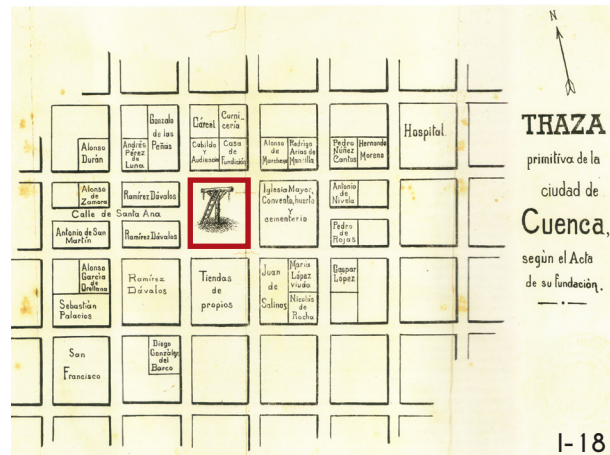 N
TRAZA
primitiva de la
ciudad de
Cuenca,
según el Acta
de su fundación.
Alonso
Durán
Andrés
Pérez
de
Luna
Gonzalo
de las
Peñas
Cárcel
Carni_
cería
Cabildo
y
Audiencia
Casa
de
Fundición
Alonso
de
Marchena
Rodrigo
Arias de
Mansilla
Pedro
Núñez
Cantos
Hernando
Moreno
Hospital.
Alonso
de
Zamora
Ramírez Dávalos
Calle de Santa Ana
Antonio de San
Martín
Ramírez Dávalos
Iglesia Mayor,
Convento, huerta
y
cementerio
Antonio
de
Nivela
Pedro
de
Rojas
Alonso
García
de
Orellana
Sebastián
Palacios
Ramírez
Dávalos
Tiendas
de
propios
Juan
de
Salinas
María
López
viuda
Nicolás
de
Rocha
Gaspar
López
San
Francisco
Diego
González
del
Barco
I-18